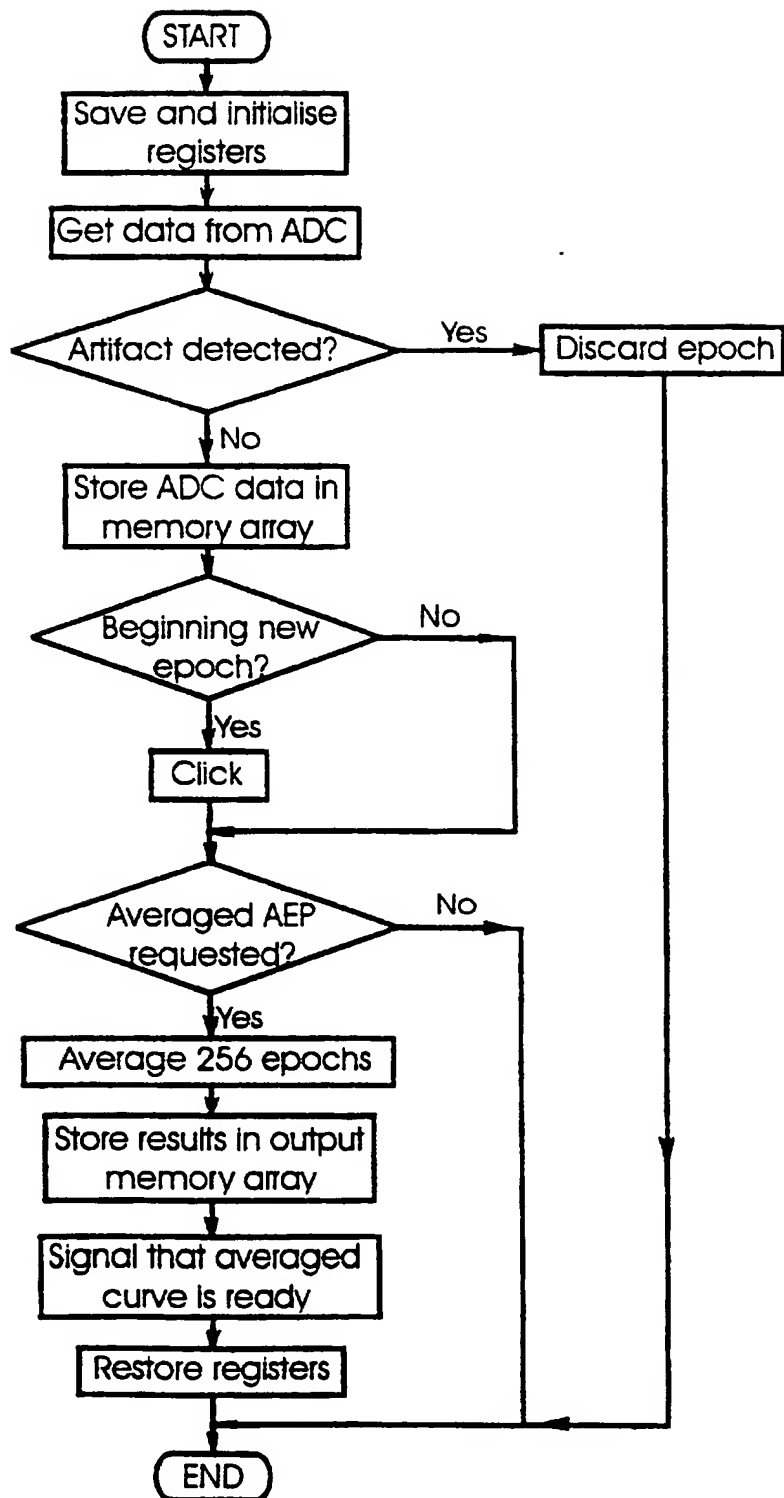 START
Save and initialise
registers
Get data from ADC
Artifact detected?
Yes
Discard epoch
No
Store ADC data in
memory array
Beginning new
epoch?
No
Yes
Click
Averaged AEP
requested?
No
Yes
Average 256 epochs
Store results in output
memory array
Signal that averaged
curve is ready
Restore registers
END